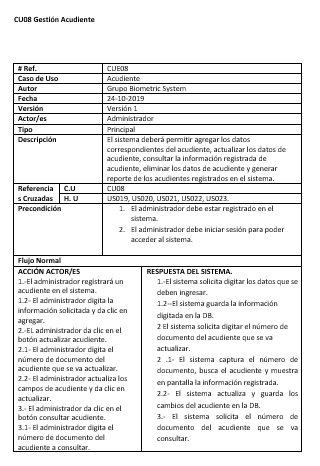 CU08 Gestión Acudiente
# Ref. CUE08
Caso de Uso Acudiente
Autor Grupo Biometric System
Fecha 24-10-2019
Versión Versión 1
Actor/es Administrador
Tipo Principal
Descripción El sistema deberá permitir agregar los datos
correspondientes del acudiente, actualizar los datos de
acudiente, consultar la información registrada de
acudiente, eliminar los datos de acudiente y generar
reporte de los acudientes registrados en el sistema.
Referencia C.U CU08
s Cruzadas H. U US019, US020, US021, US022, US023.
Precondición 1. El administrador debe estar registrado en el
sistema.
2. El administrador debe iniciar sesión para poder
acceder al sistema.
Flujo Normal
ACCIÓN ACTOR/ES
1.-El administrador registrará un
acudiente en el sistema.
1.2- El administrador digita la
información solicitada y da clic en
agregar.
2.-EL administrador da clic en el
botón actualizar acudiente.
2.1- El administrador digita el
número de documento del
acudiente que se va actualizar.
2.2- El administrador actualiza los
campos de acudiente y da clic en
actualizar.
3.- El administrador da clic en
botón consultar acudiente.
3.1- El administrador digita el
número de documento del
acudiente a consultar.
RESPUESTA DEL SISTEMA.
1.-El sistema solicita digitar los datos que se
deben ingresar.
1.2--El sistema guarda la información
digitada en la DB.
2 El sistema solicita digitar el número de
documento del acudiente que se va
actualizar.
2 .1- El sistema captura el número de
documento, busca el acudiente y muestra
en pantalla la información registrada.
2.2- El sistema actualiza y guarda los
cambios del acudiente en la DB.
3.- El sistema solicita el número de
documento del acudiente que se va
consultar.